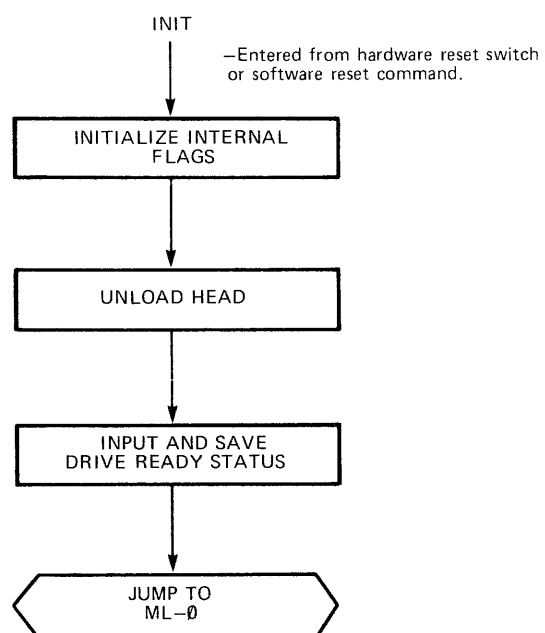 INIT
—Entered from hardware reset switch
or software reset command.
INITIALIZE INTERNAL
FLAGS
UNLOAD HEAD
INPUT AND SAVE
DRIVE READY STATUS
JUMP TO
ML—0̸